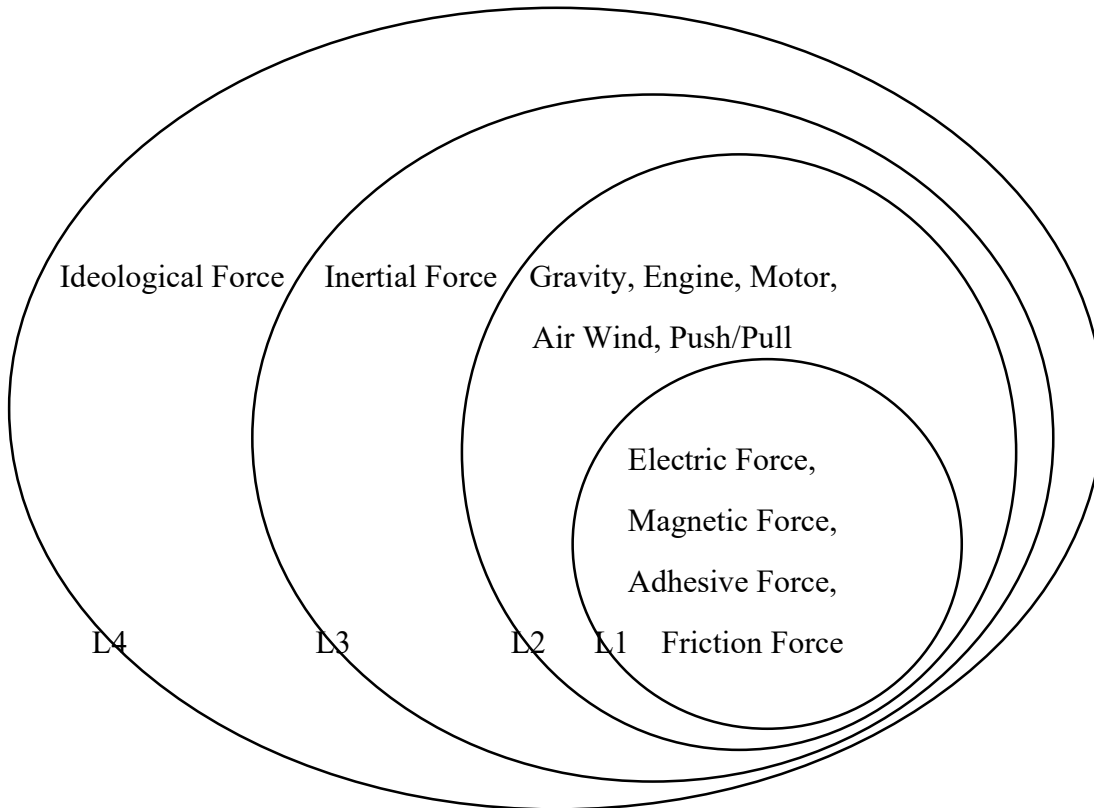 Ideological Force Inertial Force Gravity, Engine, Motor,
Air Wind, Push/Pull
Electric Force,
Magnetic Force,
Adhesive Force,
L4 L3 L2 L1 Friction Force